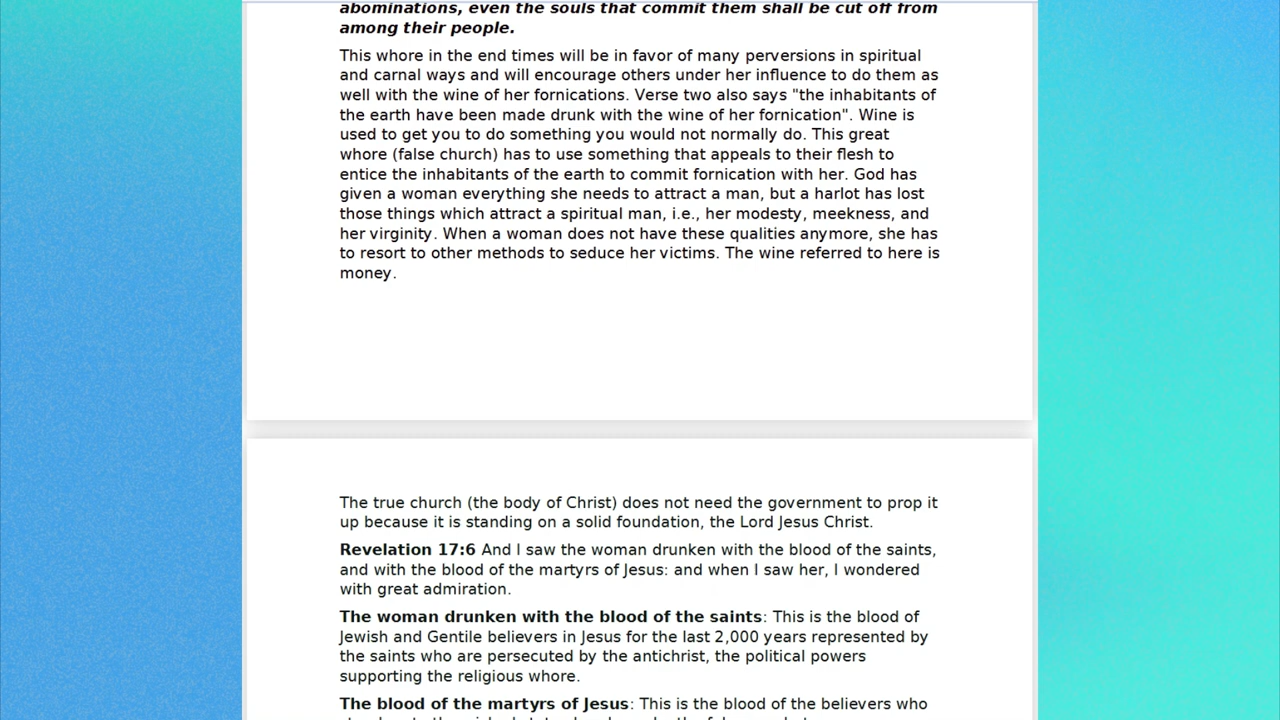 abominations, even the souls that commit them shall be cut off from
among their people.
This whore in the end times will be in favor of many perversions in spiritual
and carnal ways and will encourage others under her influence to do them as
well with the wine of her fornications. Verse two also says "the inhabitants of
the earth have been made drunk with the wine of her fornication". Wine is
used to get you to do something you would not normally do. This great
whore (false church) has to use something that appeals to their flesh to
entice the inhabitants of the earth to commit fornication with her. God has
given a woman everything she needs to attract a man, but a harlot has lost
those things which attract a spiritual man, i.e., her modesty, meekness, and
her virginity. When a woman does not have these qualities anymore, she has
to resort to other methods to seduce her victims. The wine referred to here is
money.
The true church (the body of Christ) does not need the government to prop it
up because it is standing on a solid foundation, the Lord Jesus Christ.
Revelation 17:6 And I saw the woman drunken with the blood of the saints,
and with the blood of the martyrs of Jesus: and when I saw her, I wondered
with great admiration.
The woman drunken with the blood of the saints: This is the blood of
Jewish and Gentile believers in Jesus for the last 2,000 years represented by
the saints who are persecuted by the antichrist, the political powers
supporting the religious whore.
The blood of the martyrs of Jesus: This is the blood of the believers who